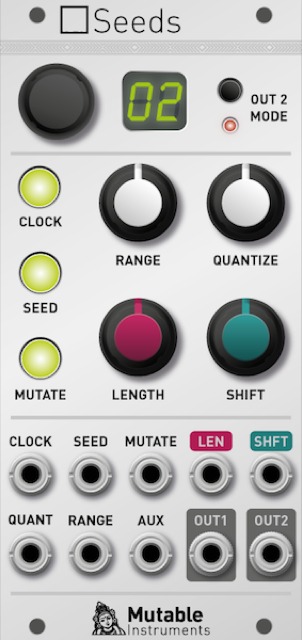 Seeds
02
OUT 2
MODE
CLOCK
RANGE
QUANTIZE
SEED
MUTATE
LENGTH
SHIFT
CLOCK SEED MUTATE LEN SHFT
QUANT RANGE AUX OUT1 OUT2
Mutable
Instruments